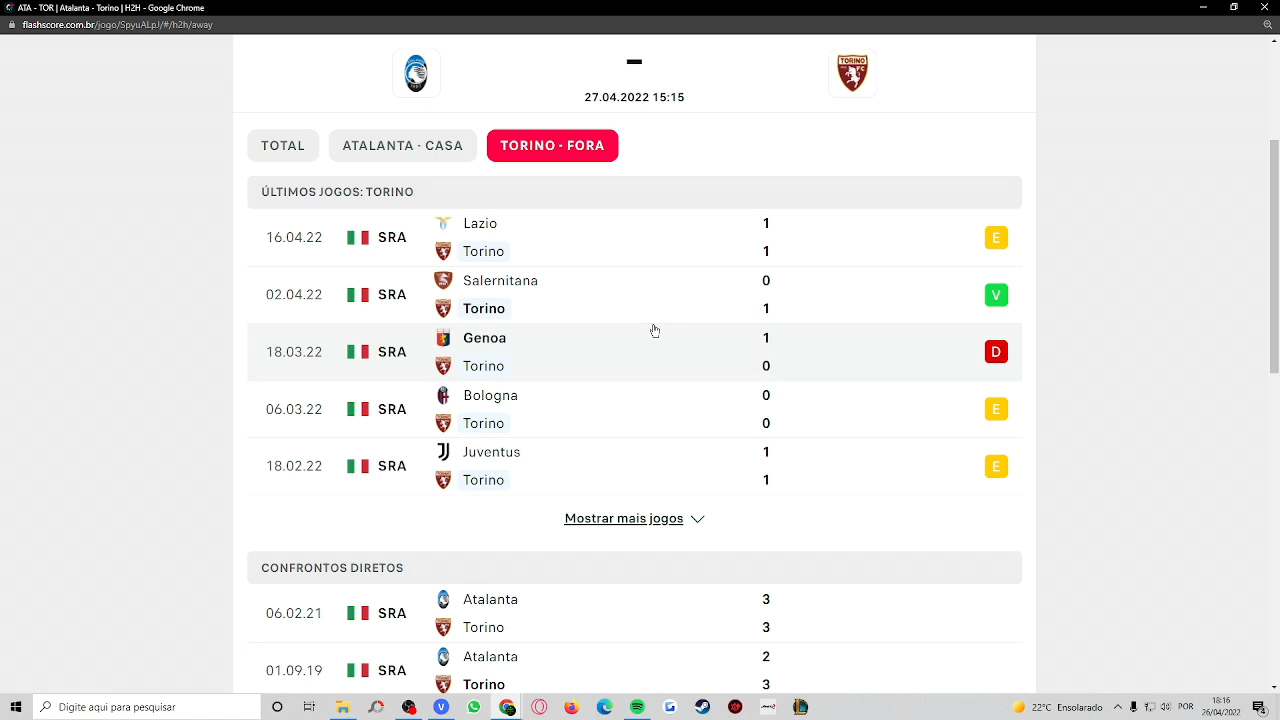 ATA - TOR | Atalanta - Torino | H2H - Google Chrome
flashscore.com.br/jogo/SpyuALpJ/#/h2h/away
-
27.04.2022 15:15
TORINO
TOTAL ATALANTA - CASA TORINO - FORA
ÚLTIMOS JOGOS: TORINO
16.04.22 SRA Lazio 1
Torino 1
E
02.04.22 SRA Salernitana 0
Torino 1
V
18.03.22 SRA Genoa 1
Torino 0
D
06.03.22 SRA Bologna 0
Torino 0
E
18.02.22 SRA Juventus 1
Torino 1
E
Mostrar mais jogos
CONFRONTOS DIRETOS
06.02.21 SRA Atalanta 3
Torino 3
01.09.19 SRA Atalanta 2
Torino 3
Digite aqui para pesquisar
22°C Ensolarado
POR
18:16
26/04/2022